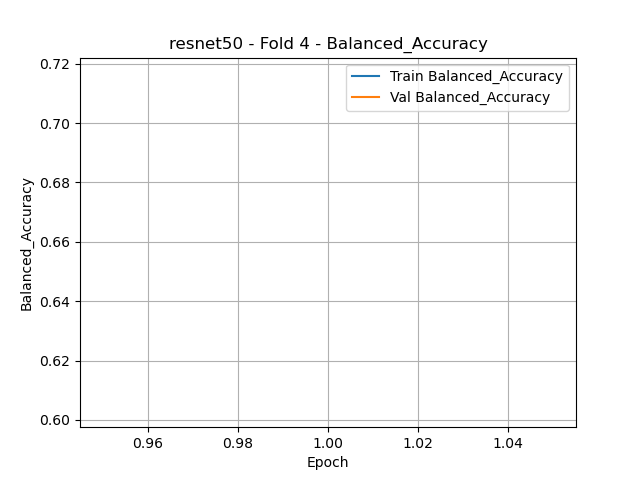 resnet50 - Fold 4 - Balanced_Accuracy
Train Balanced_Accuracy
Val Balanced_Accuracy
Balanced_Accuracy
0.72
0.70
0.68
0.66
0.64
0.62
0.60
0.96 0.98 1.00 1.02 1.04
Epoch